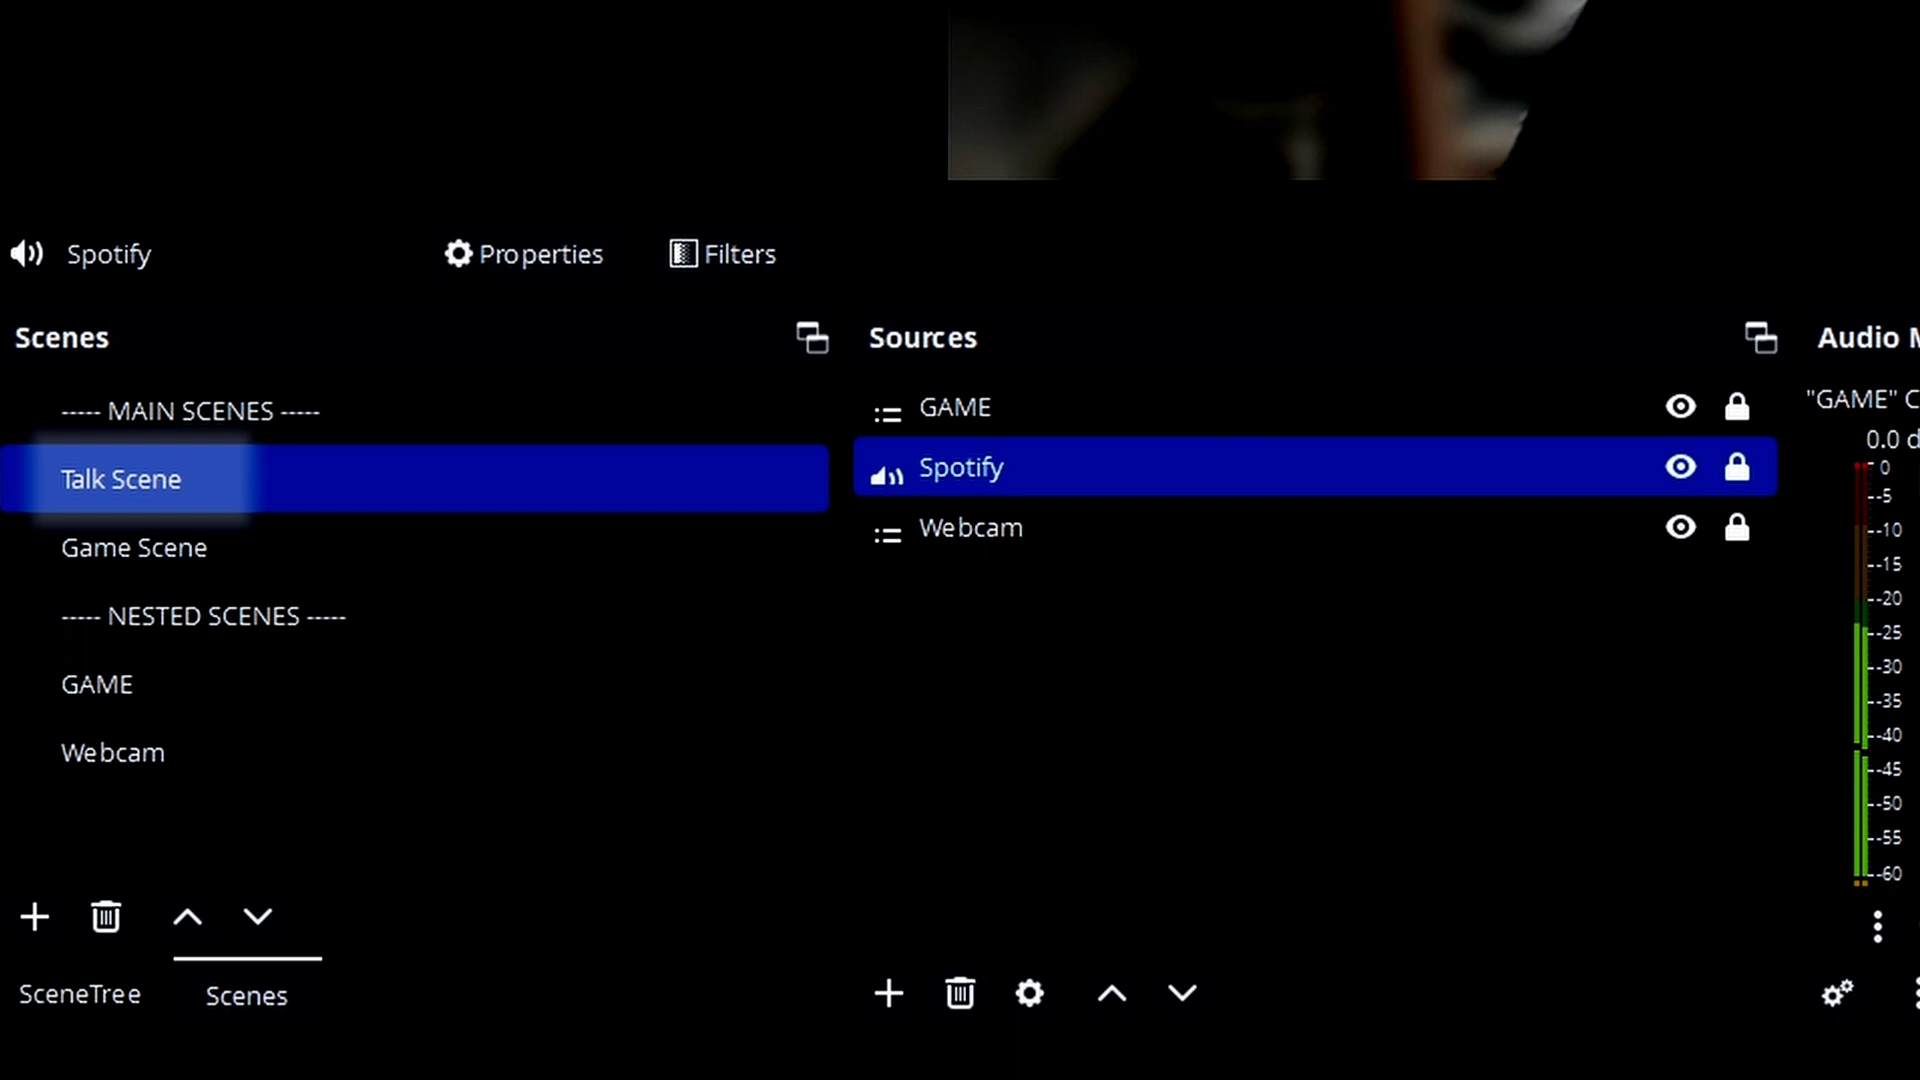 Spotify
Properties
Filters
Scenes
----- MAIN SCENES -----
Talk Scene
Game Scene
----- NESTED SCENES -----
GAME
Webcam
SceneTree
Scenes
Sources
GAME
Spotify
Webcam
Audio M
"GAME" C
0.0 d
0
-5
-10
-15
-20
-25
-30
-35
-40
-45
-50
-55
-60